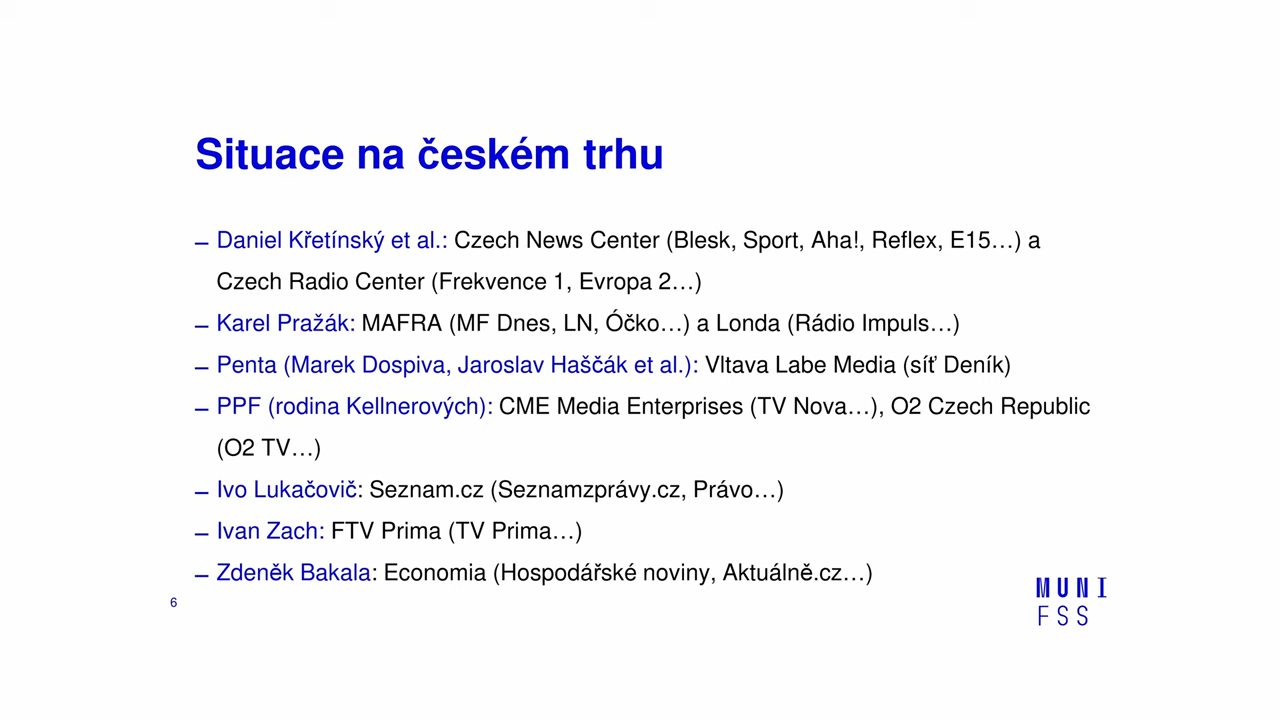 Situace na českém trhu
– Daniel Křetínský et al.: Czech News Center (Blesk, Sport, Aha!, Reflex, E15…) a
Czech Radio Center (Frekvence 1, Evropa 2…)
– Karel Pražák: MAFRA (MF Dnes, LN, Óčko…) a Londa (Rádio Impuls…)
– Penta (Marek Dospiva, Jaroslav Haščák et al.): Vltava Labe Media (síť Deník)
– PPF (rodina Kellnerových): CME Media Enterprises (TV Nova…), O2 Czech Republic
(O2 TV…)
– Ivo Lukačovič: Seznam.cz (Seznamzprávy.cz, Právo…)
– Ivan Zach: FTV Prima (TV Prima…)
– Zdeněk Bakala: Economia (Hospodářské noviny, Aktuálně.cz…)
6
MUNI
FSS